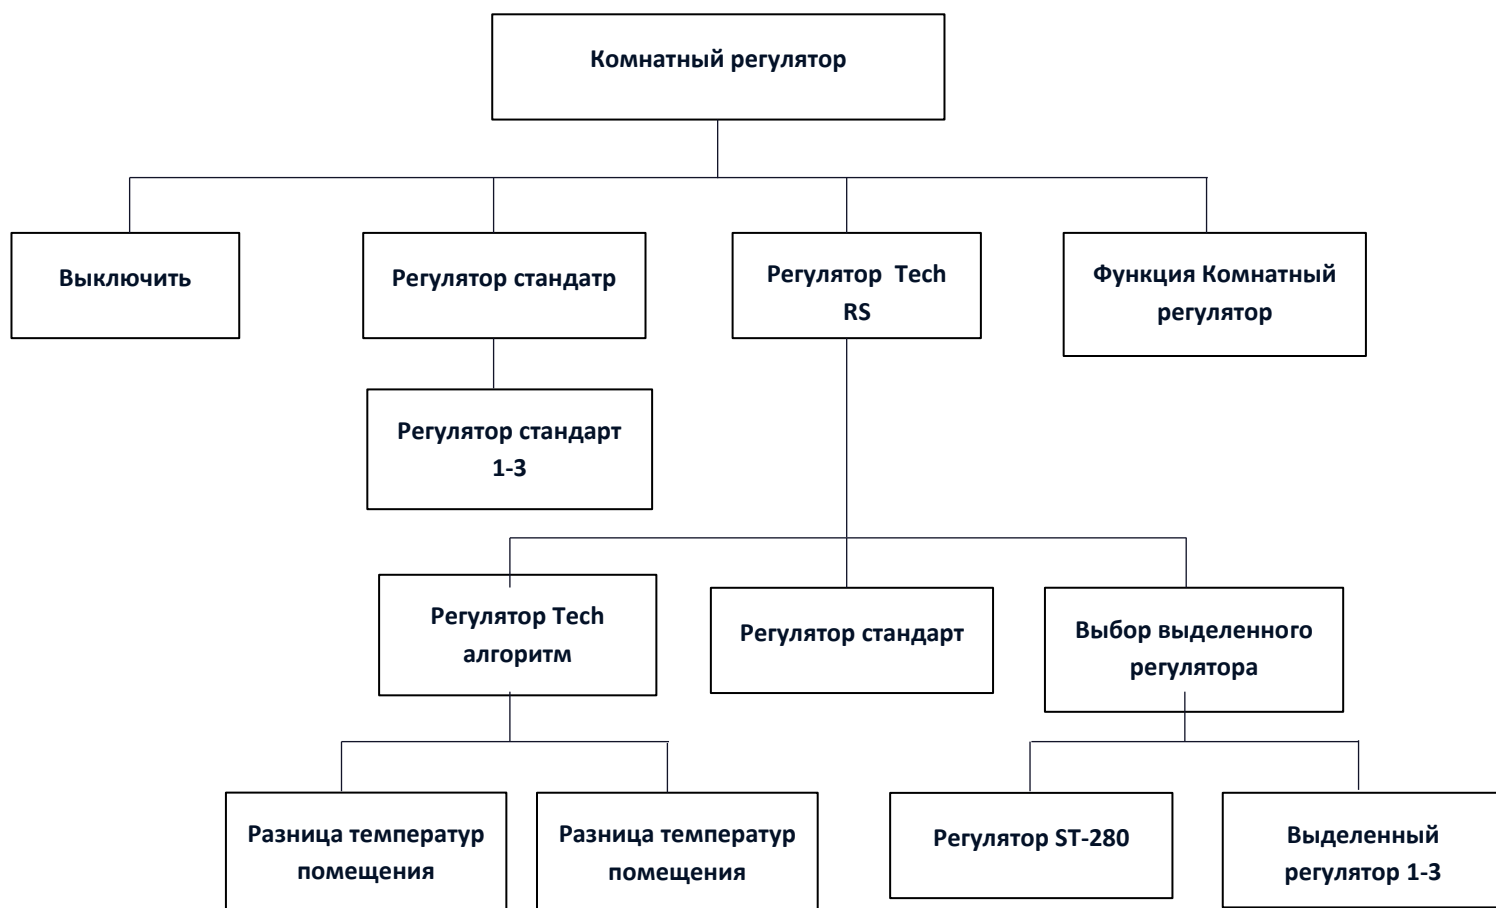 Комнатный регулятор
Выключить
Регулятор стандатр
Регулятор Tech
RS
Функция Комнатный
регулятор
Регулятор стандарт
1-3
Регулятор Tech
алгоритм
Регулятор стандарт
Выбор выделенного
регулятора
Разница температур
помещения
Разница температур
помещения
Регулятор ST-280
Выделенный
регулятор 1-3